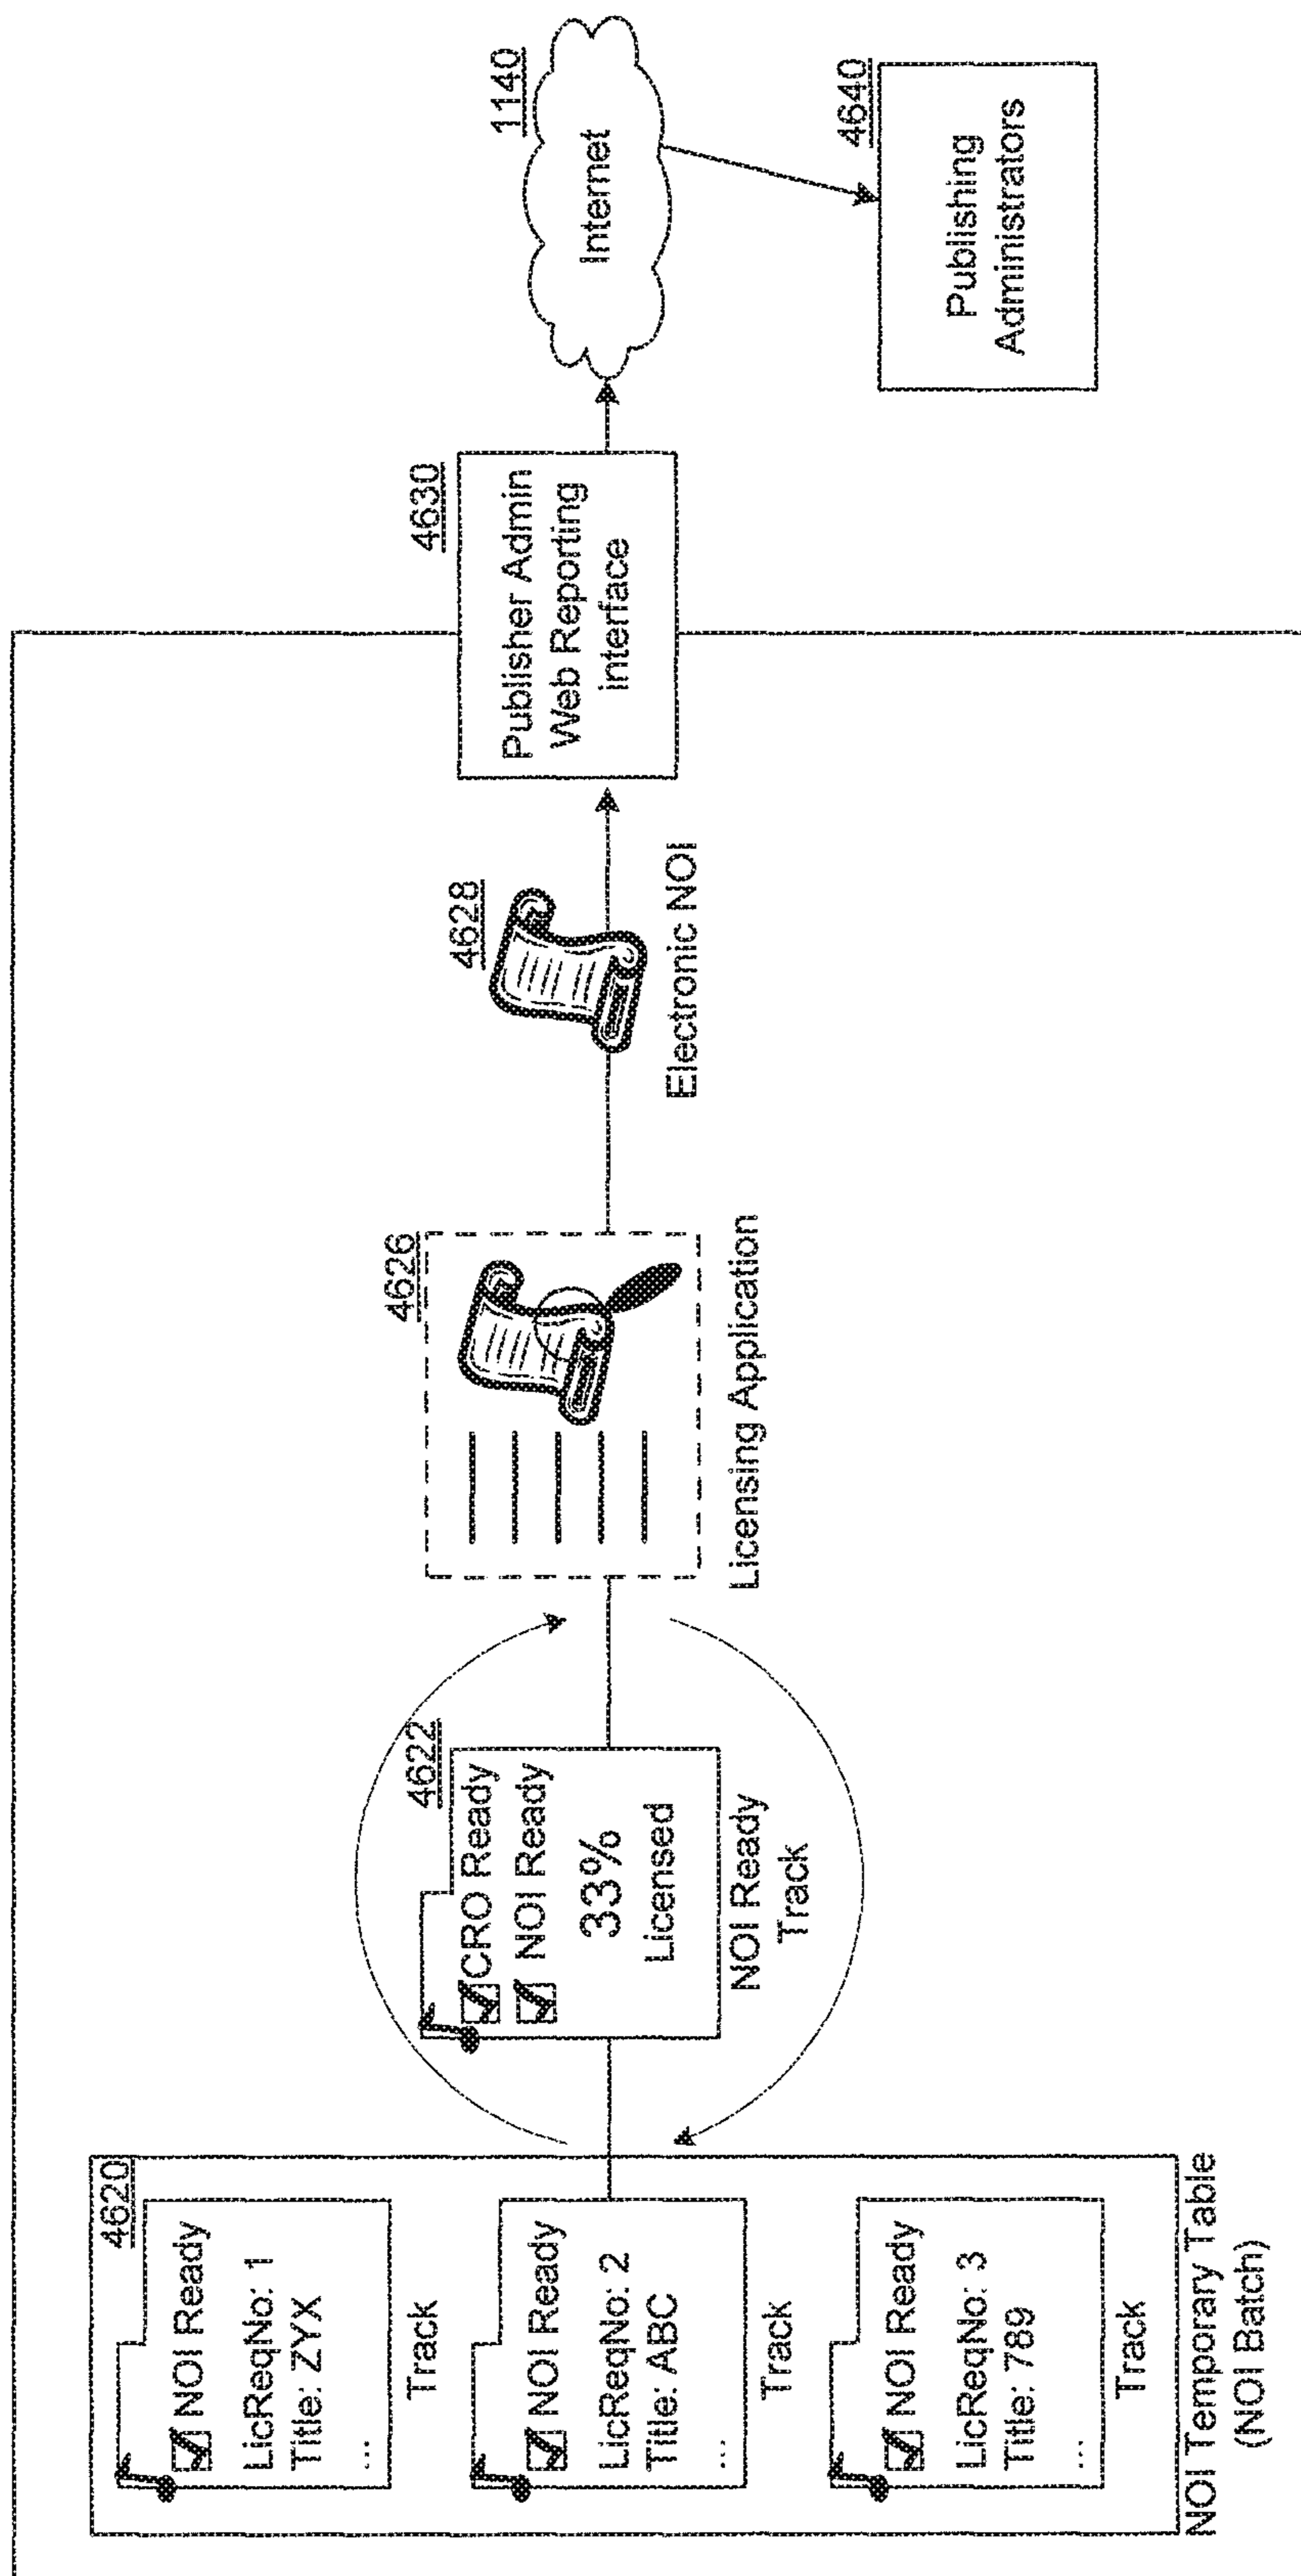 4620
NOI Ready
LicReqNo: 1
Title: ZYX
...
Track
NOI Ready
LicReqNo: 2
Title: ABC
...
Track
NOI Ready
LicReqNo: 3
Title: 789
...
Track
NOI Temporary Table
(NOI Batch)
4622
CRO Ready
NOI Ready
33%
Licensed
NOI Ready
Track
4626
Licensing Application
4628
Electronic NOI
4630
Publisher Admin
Web Reporting
interface
1140
Internet
4640
Publishing
Administrators